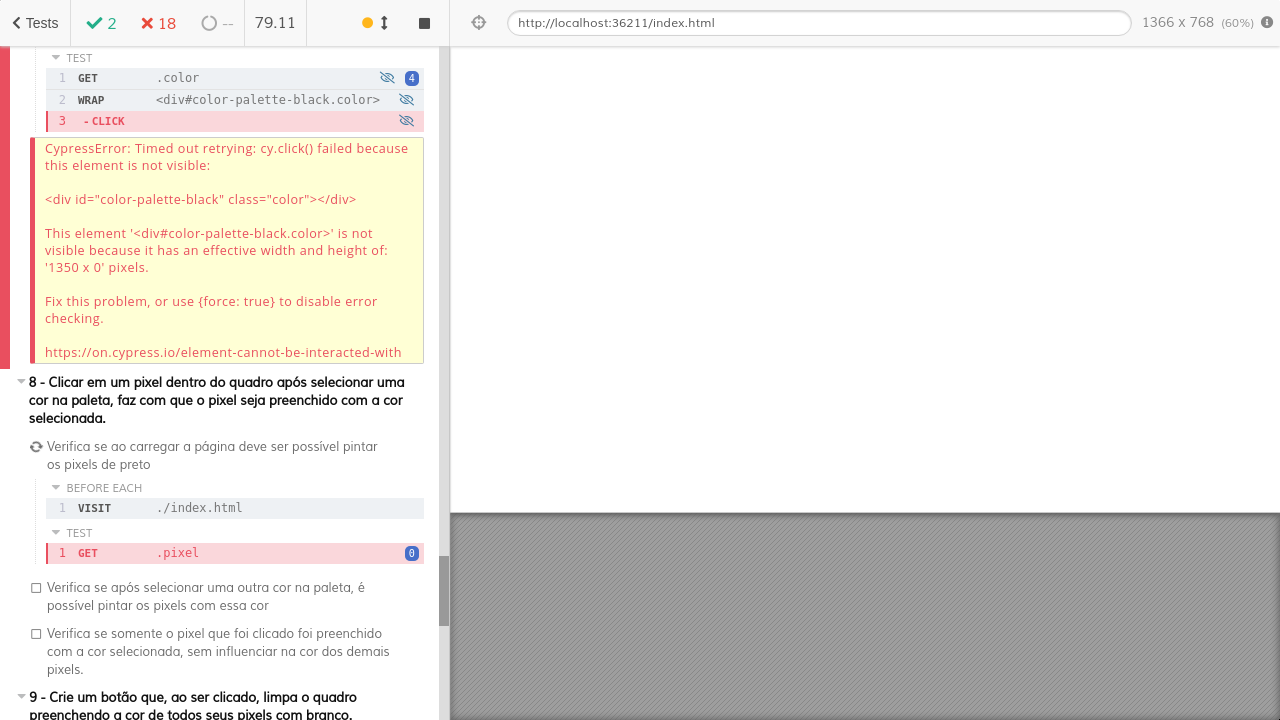 Tests 2 18 -- 79.11 http://localhost:36211/index.html 1366 x 768 (60%)
TEST
1 GET .color 4
2 WRAP <div#color-palette-black.color>
3 -CLICK
CypressError: Timed out retrying: cy.click() failed because
this element is not visible:
<div id="color-palette-black" class="color"></div>
This element '<div#color-palette-black.color>' is not
visible because it has an effective width and height of:
'1350 x 0' pixels.
Fix this problem, or use {force: true} to disable error
checking.
https://on.cypress.io/element-cannot-be-interacted-with
8 - Clicar em um pixel dentro do quadro após selecionar uma
cor na paleta, faz com que o pixel seja preenchido com a cor
selecionada.
Verifica se ao carregar a página deve ser possível pintar
os pixels de preto
BEFORE EACH
1 VISIT ./index.html
TEST
1 GET .pixel 0
Verifica se após selecionar uma outra cor na paleta, é
possível pintar os pixels com essa cor
Verifica se somente o pixel que foi clicado foi preenchido
com a cor selecionada, sem influenciar na cor dos demais
pixels.
9 - Crie um botão que, ao ser clicado, limpa o quadro
preenchendo a cor de todos seus pixels com branco.